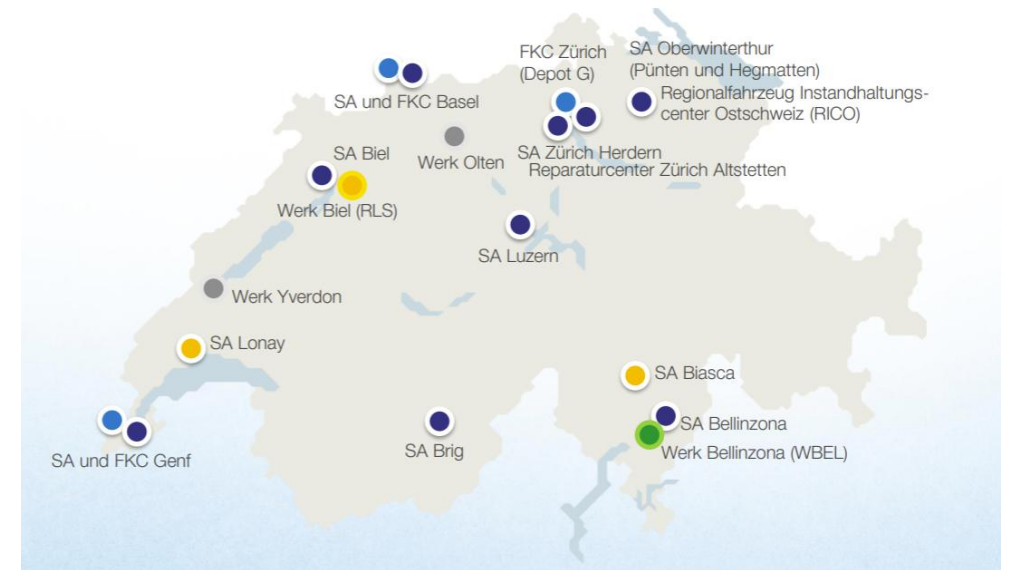 FKC Zürich
(Depot G)
SA Oberwinterthur
(Pünten und Hegmatten)
Regionalfahrzeug Instandhaltungs-
center Ostschweiz (RICO)
SA und FKC Basel
Werk Olten
SA Zürich Herdern
Reparaturcenter Zürich Altstetten
SA Biel
Werk Biel (RLS)
SA Luzern
Werk Yverdon
SA Lonay
SA Biasca
SA Bellinzona
Werk Bellinzona (WBEL)
SA Brig
SA und FKC Genf